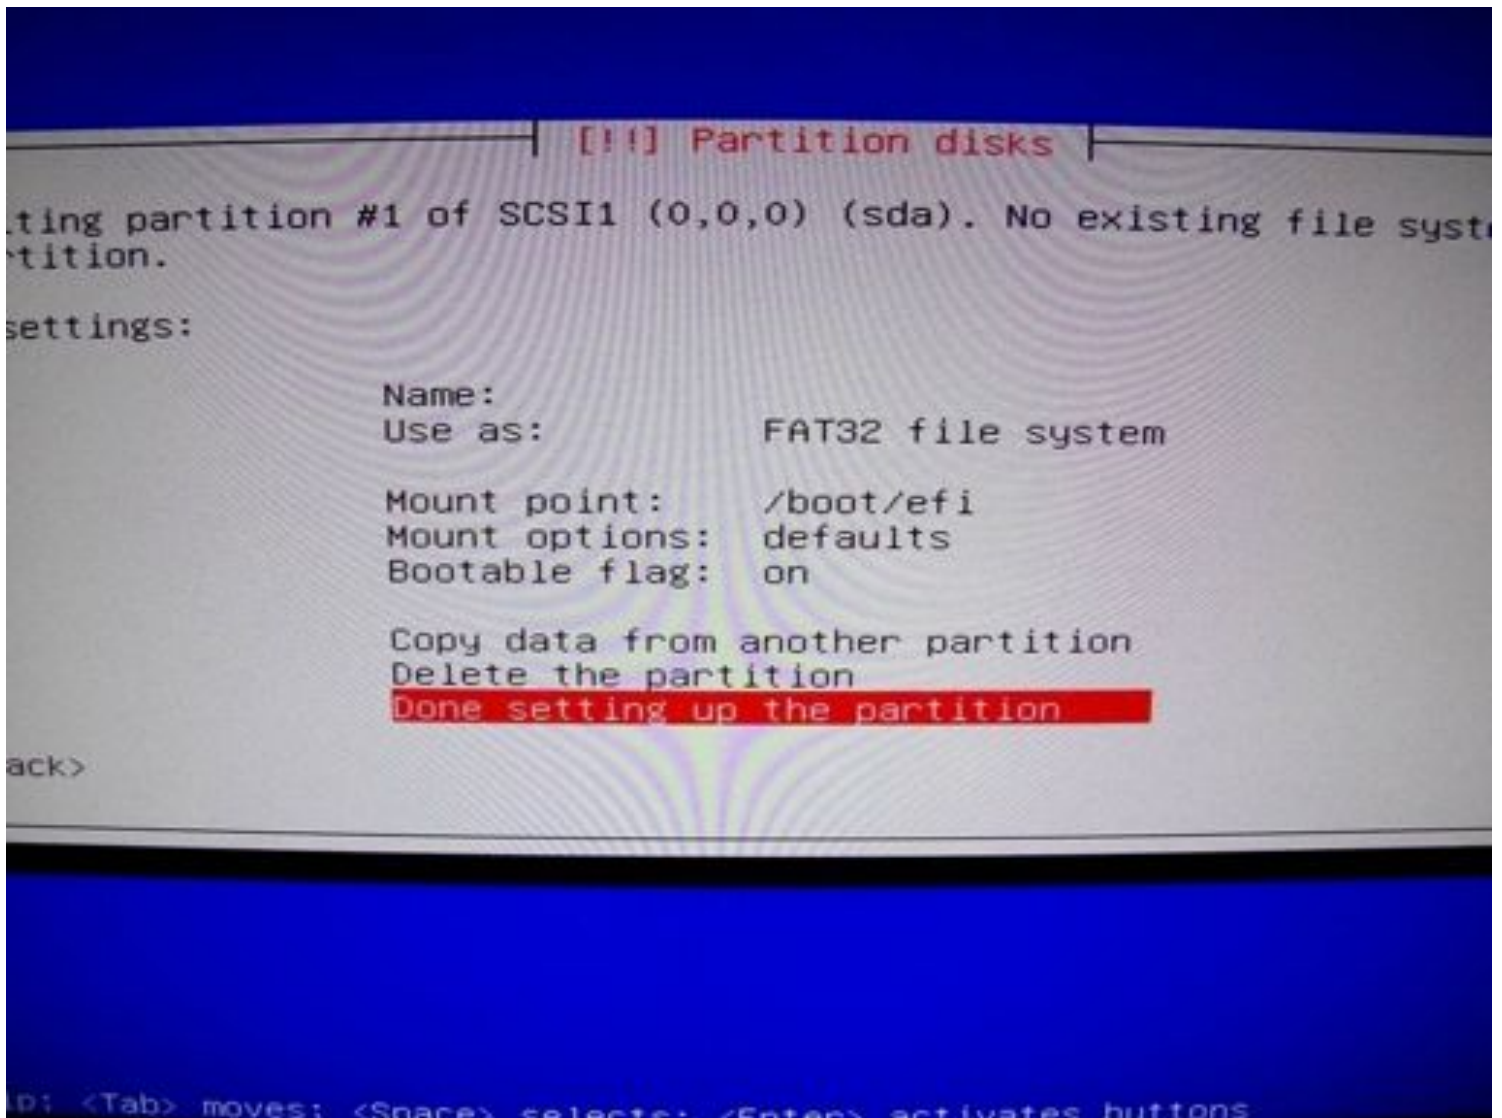 [!!] Partition disks
ting partition #1 of SCSI1 (0,0,0) (sda). No existing file syst
tition.
settings:
Name:
Use as: FAT32 file system
Mount point: /boot/efi
Mount options: defaults
Bootable flag: on
Copy data from another partition
Delete the partition
Done setting up the partition
ack>
<Tab> moves; <Space> selects; <Enter> activates buttons